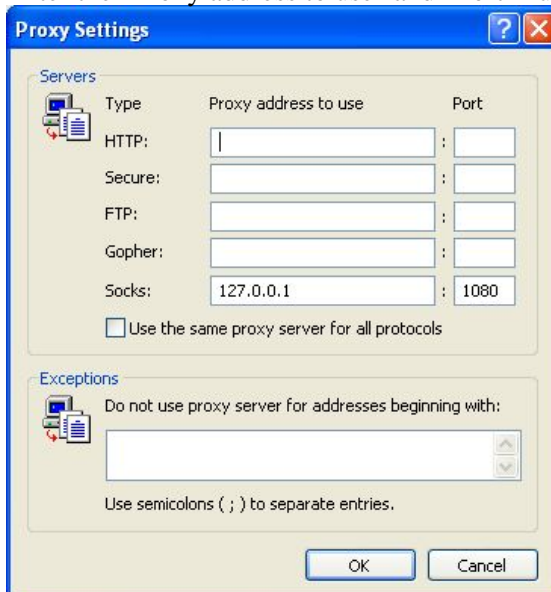 Proxy Settings
Servers
Type Proxy address to use Port
HTTP: :
Secure: :
FTP: :
Gopher: :
Socks: 127.0.0.1 : 1080
Use the same proxy server for all protocols
Exceptions
Do not use proxy server for addresses beginning with:
Use semicolons ( ; ) to separate entries.
OK Cancel